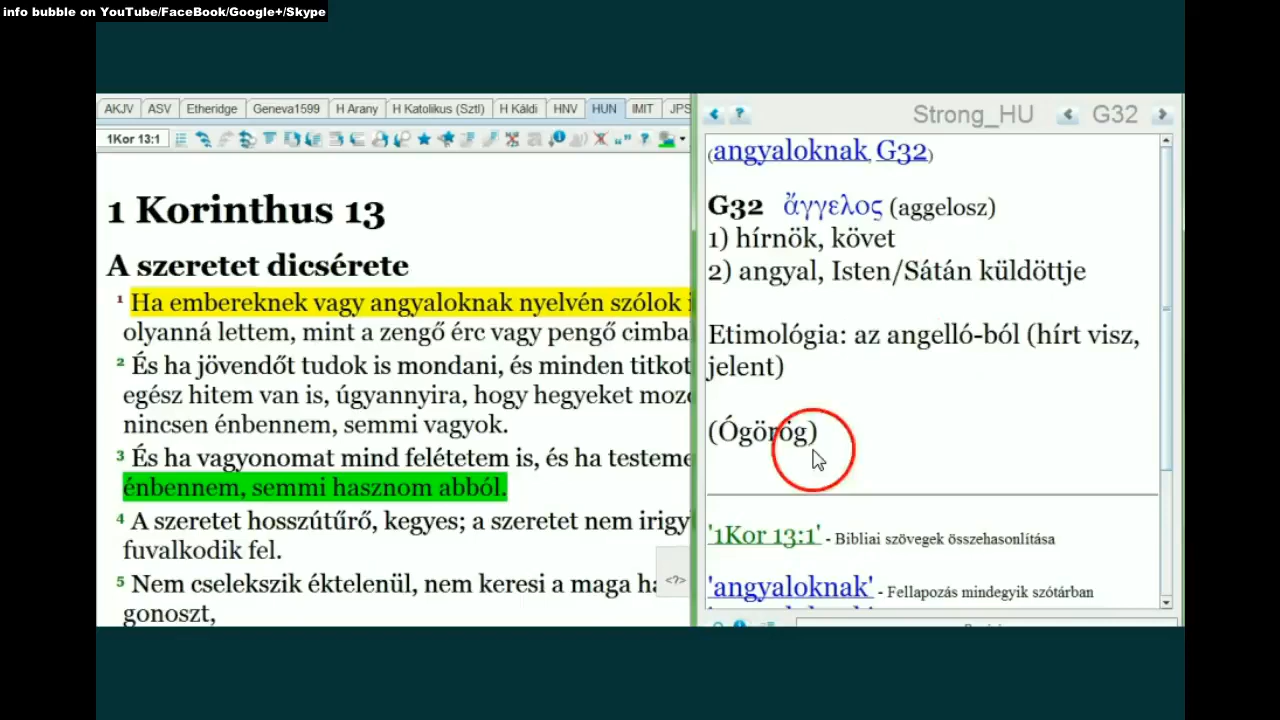 info bubble on YouTube/FaceBook/Google+/Skype
AKJV ASV Etheridge Geneva1599 H Arany H Katolikus (Sztl) H Káldi HNV HUN IMIT JPS
1Kor 13:1
1 Korinthus 13
A szeretet dicsérete
1 Ha embereknek vagy angyaloknak nyelvén szólok i
olyanná lettem, mint a zengő érc vagy pengő cimba
2 És ha jövendőt tudok is mondani, és minden titkot
egész hitem van is, úgyannyira, hogy hegyeket moz
nincsen énbennem, semmi vagyok.
3 És ha vagyonomat mind felétetem is, és ha testeme
énbennem, semmi hasznom abból.
4 A szeretet hosszútűrő, kegyes; a szeretet nem irigy
fuvalkodik fel.
5 Nem cselekszik éktelenül, nem keresi a maga ha
gonoszt,
<?>
Strong_HU G32
(angyaloknak, G32)
G32 ἄγγελος (aggelosz)
1) hírnök, követ
2) angyal, Isten/Sátán küldöttje
Etimológia: az angelló-ból (hírt visz,
jelent)
(Ógörög)
'1Kor 13:1' - Bibliai szövegek összehasonlítása
'angyaloknak' - Fellapozás mindegyik szótárban